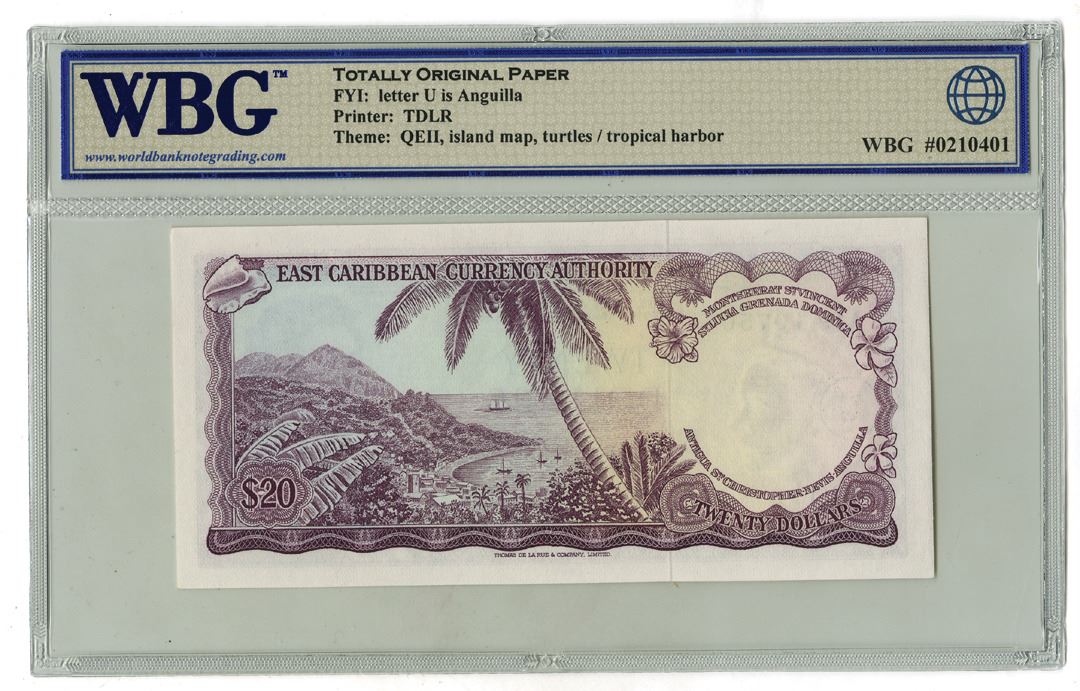 WBG™
www.worldbanknotegrading.com
TOTALLY ORIGINAL PAPER
FYI: letter U is Anguilla
Printer: TDLR
Theme: QEII, island map, turtles / tropical harbor
WBG #0210401
EAST CARIBBEAN CURRENCY AUTHORITY
MONTSERRAT ST VINCENT
ST LUCIA GRENADA DOMINICA
ANTIGUA ST CHRISTOPHER-NEVIS-ANGUILLA
$20
TWENTY DOLLARS
THOMAS DE LA RUE & COMPANY, LIMITED.